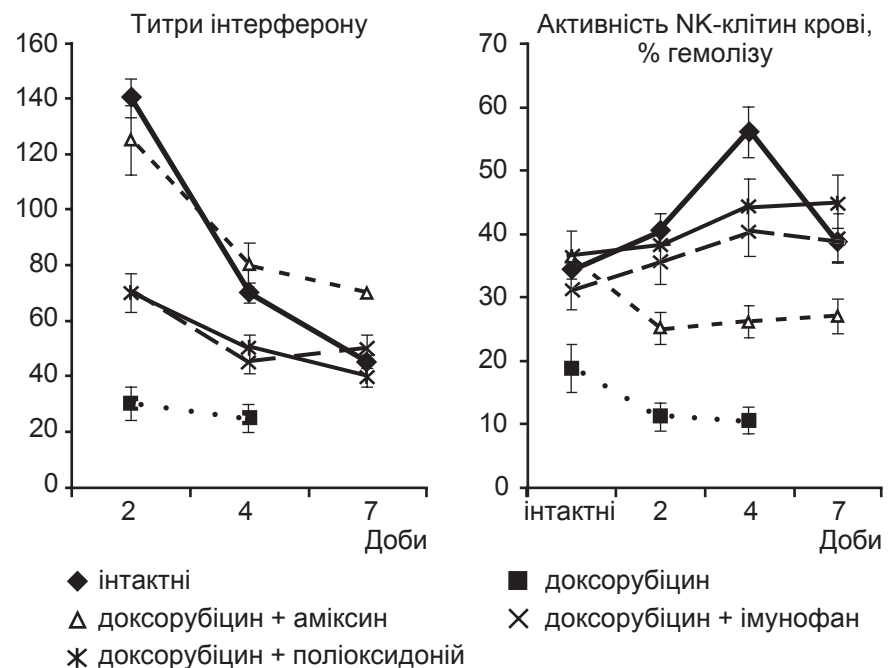 Титри інтерферону
160
140
120
100
80
60
40
20
0
2 4 7
Доби
Активність NK-клітин крові,
% гемолізу
70
60
50
40
30
20
10
0
інтактні 2 4 7
Доби
інтактні
доксорубіцин + аміксин
доксорубіцин + поліоксидоній
доксорубіцин
доксорубіцин + імунофан